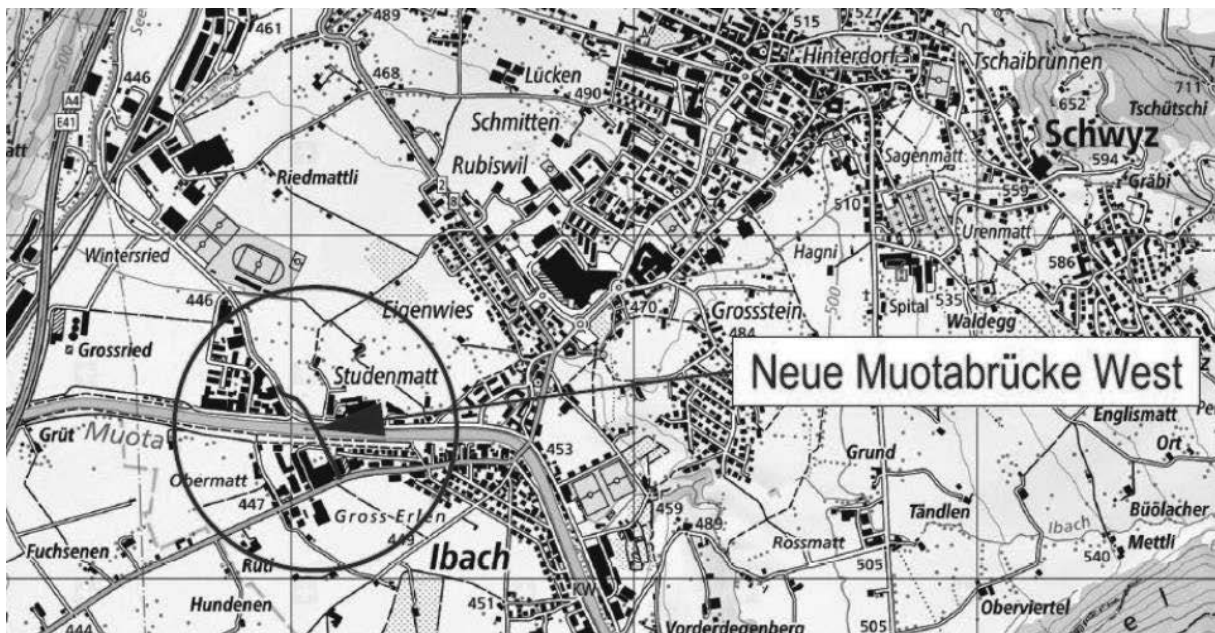 515
527
489
461
Hinterdorf
Tschaibrunnen
Lücken
446
468
500
711
A4
490
652
Tschütschi
E41
Schmitten
Schwyz
Rubiswil
Sagenmatt
594
Riedmattli
2
8
559
Gräbi
510
Urenmatt
Wintersried
Hagni
586
446
Eigenwies
470
500
Spital
535
Grossstein
Waldegg
484
Grossried
Studenmatt
Neue Muotabrücke West
Englismatt
Grüt
Muota
453
Ort
Grund
Obermatt
447
459
Tändlen
Gross-Erlen
489
Büölacher
449
Ibach
Ibach
Rossmatt
Mettli
Fuchsenen
505
540
Rüti
KW
Hundenen
451
Oberviertel
444
Vorderdegenberg
505